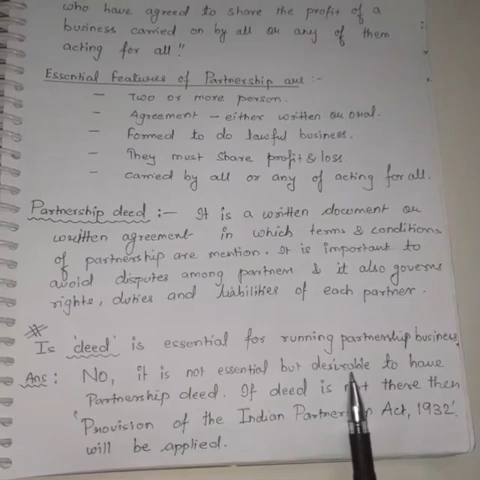 who have agreed to share the profit of a
business carried on by all or any of them
acting for all"
Essential Features of Partnership are :-
– Two or more person.
– Agreement – either written or oral.
– Formed to do lawful business.
– They must share profit & loss.
– carried by all or any of acting for all.
Partnership deed :— It is a written document or
written agreement in which terms & conditions
of partnership are mention. It is important to
avoid disputes among partners & it also governs
rights, duties and liabilities of each partner.
Is 'deed' is essential for running partnership business.
Ans : No, it is not essential but desirable to have
Partnership deed. If deed is not there then
'Provision of the Indian Act, 1932'.
will be applied.